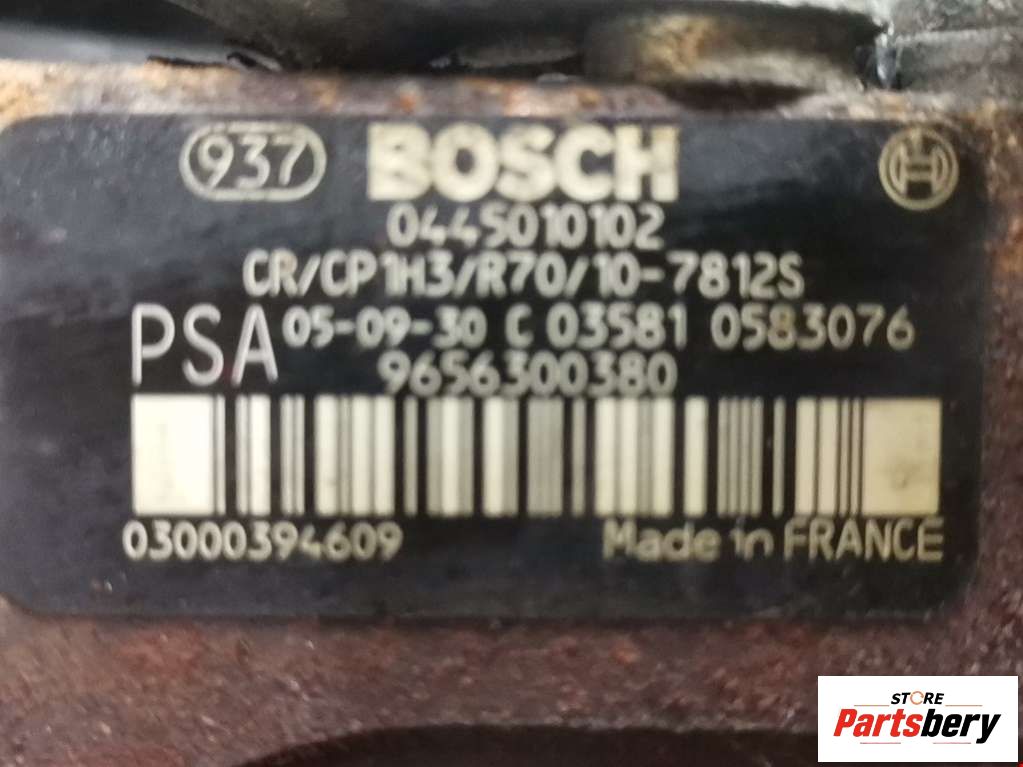 937 BOSCH
0445010102
CR/CP1H3/R70/10-7812S
PSA 05-09-30 C 03581 0583076
9656300380
03000394609 Made in FRANCE
STORE
Partsbery